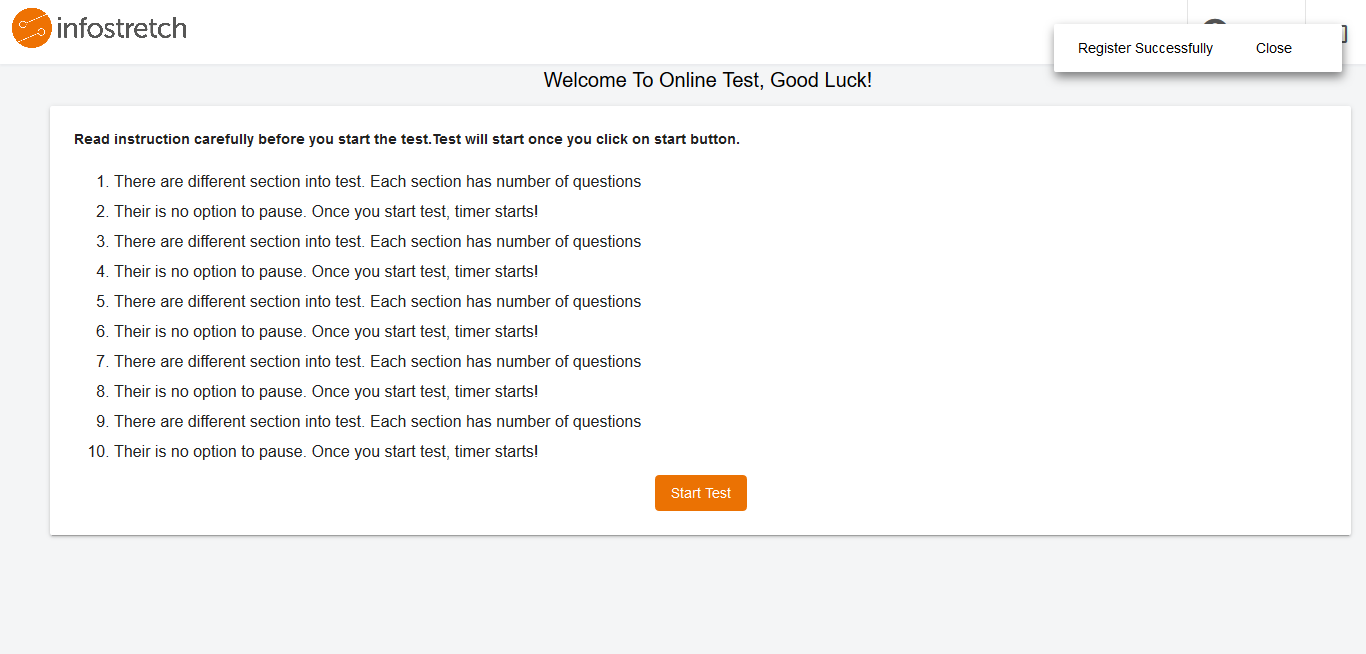 infostretch
Register Successfully Close
Welcome To Online Test, Good Luck!
Read instruction carefully before you start the test.Test will start once you click on start button.
1. There are different section into test. Each section has number of questions
2. Their is no option to pause. Once you start test, timer starts!
3. There are different section into test. Each section has number of questions
4. Their is no option to pause. Once you start test, timer starts!
5. There are different section into test. Each section has number of questions
6. Their is no option to pause. Once you start test, timer starts!
7. There are different section into test. Each section has number of questions
8. Their is no option to pause. Once you start test, timer starts!
9. There are different section into test. Each section has number of questions
10. Their is no option to pause. Once you start test, timer starts!
Start Test